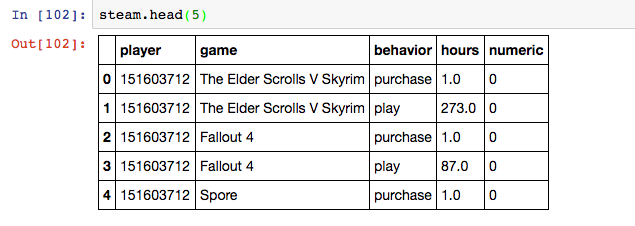 In [102]: steam.head(5)
Out[102]:
player game behavior hours numeric
0 151603712 The Elder Scrolls V Skyrim purchase 1.0 0
1 151603712 The Elder Scrolls V Skyrim play 273.0 0
2 151603712 Fallout 4 purchase 1.0 0
3 151603712 Fallout 4 play 87.0 0
4 151603712 Spore purchase 1.0 0